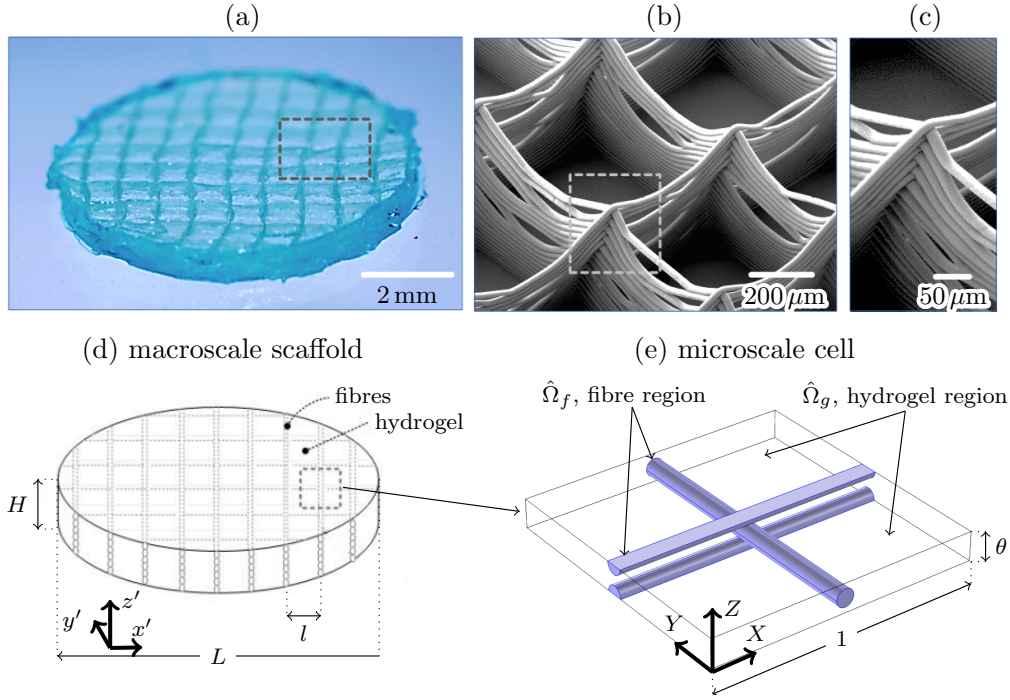 (a)
(b)
(c)
2 mm
200 μm
50 μm
(d) macroscale scaffold
(e) microscale cell
fibres
hydrogel
H
z′
y′
x′
l
L
Ω̂_f, fibre region
Ω̂_g, hydrogel region
θ
Z
Y
X
1